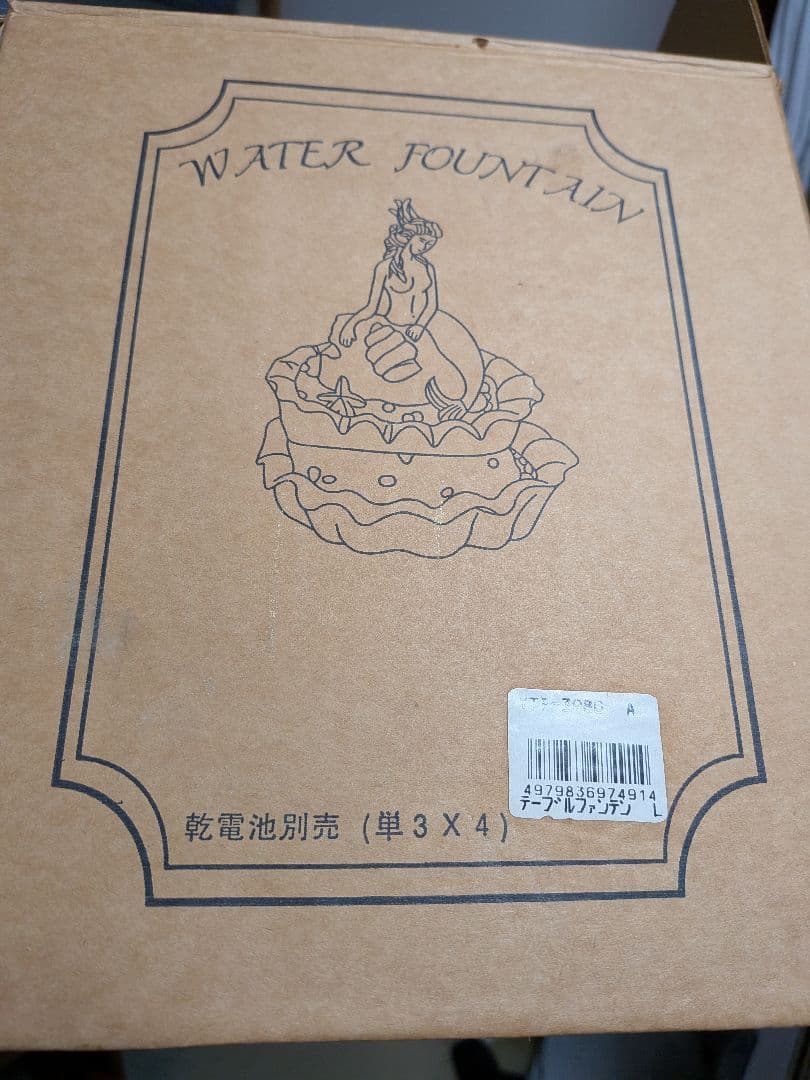 WATER FOUNTAIN
A
4979836974914
テーブルファンテン L
乾電池別売 (単3X4)